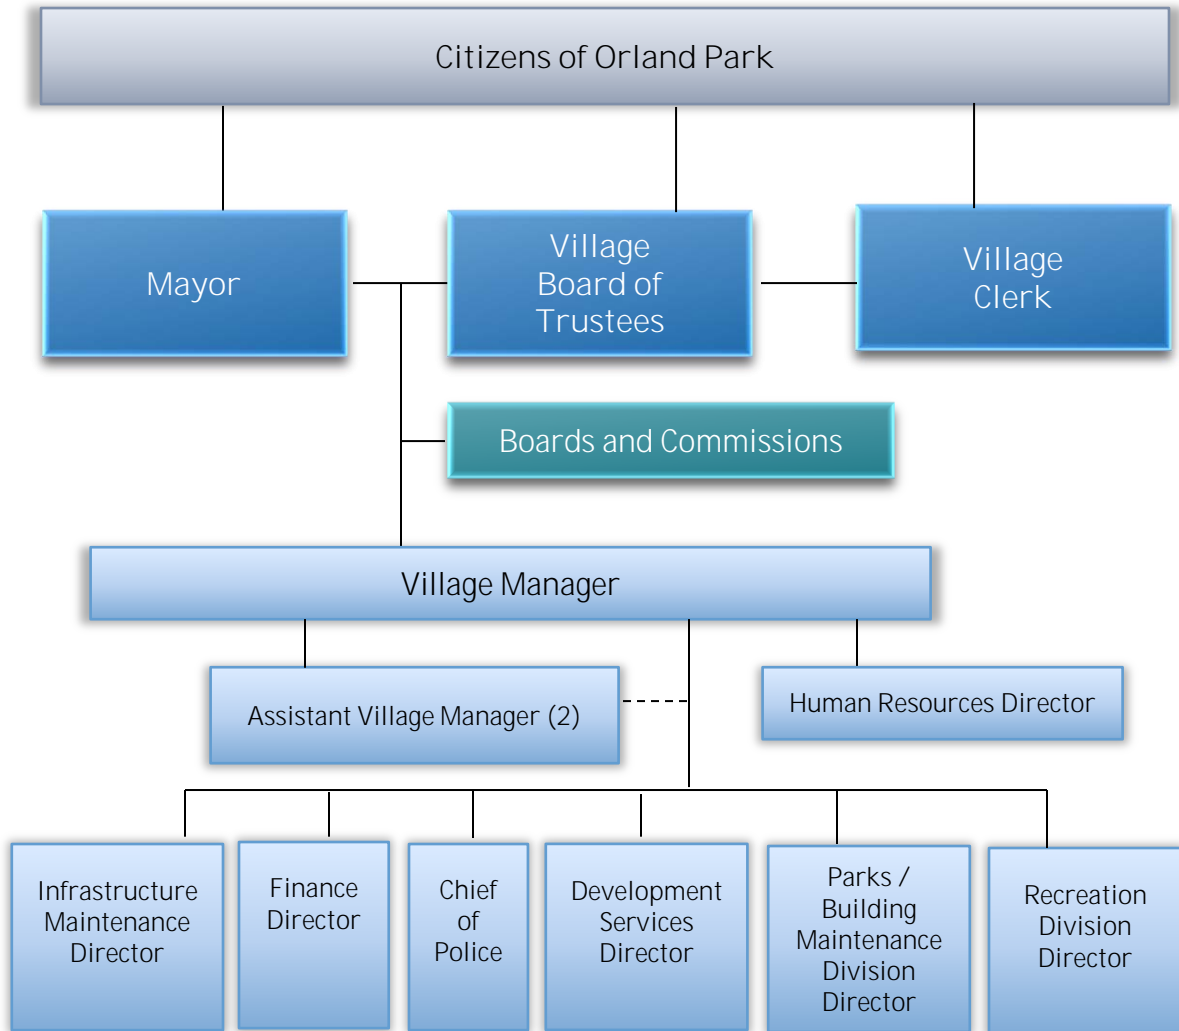 Citizens of Orland Park
Mayor
Village
Board of
Trustees
Village
Clerk
Boards and Commissions
Village Manager
Assistant Village Manager (2)
Human Resources Director
Infrastructure
Maintenance
Director
Finance
Director
Chief
of
Police
Development
Services
Director
Parks /
Building
Maintenance
Division
Director
Recreation
Division
Director